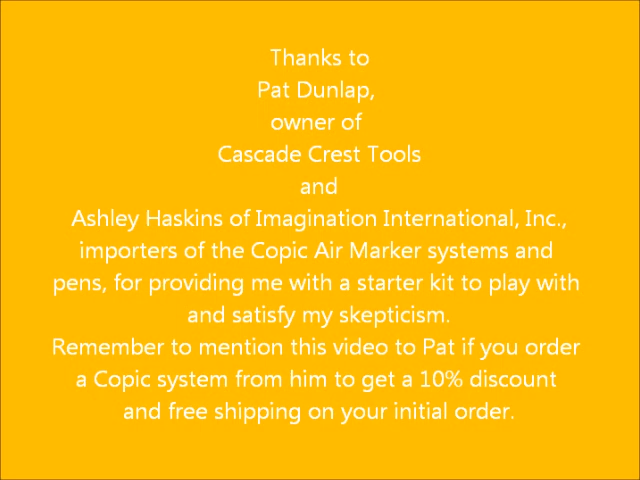 Thanks to
Pat Dunlap,
owner of
Cascade Crest Tools
and
Ashley Haskins of Imagination International, Inc.,
importers of the Copic Air Marker systems and
pens, for providing me with a starter kit to play with
and satisfy my skepticism.
Remember to mention this video to Pat if you order
a Copic system from him to get a 10% discount
and free shipping on your initial order.